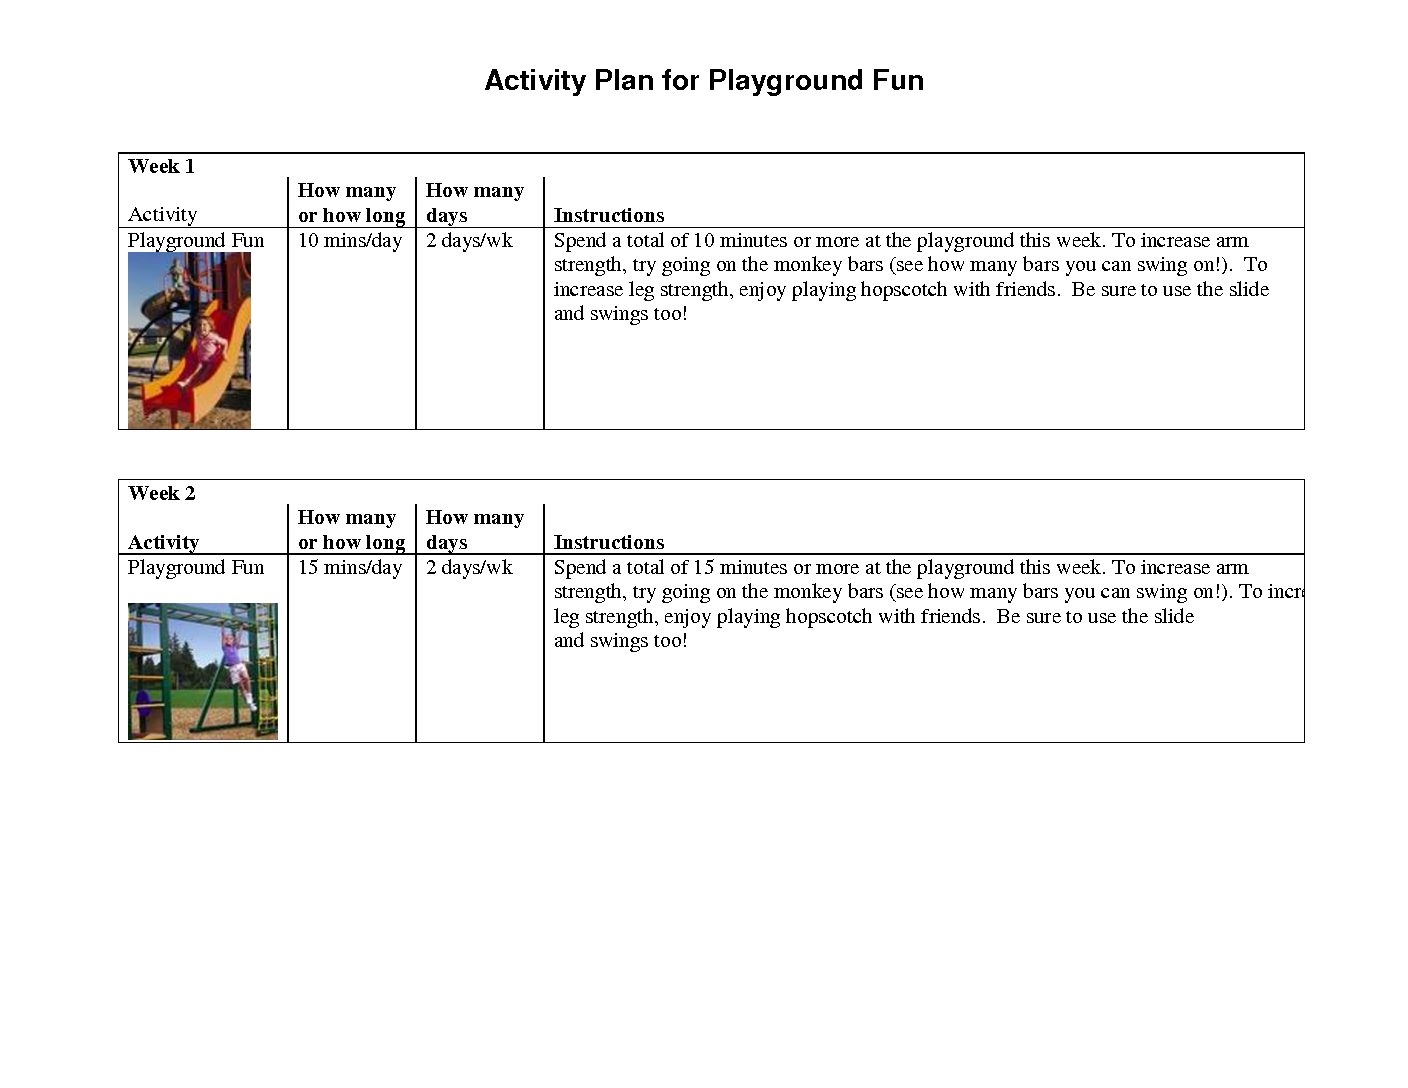 Activity Plan for Playground Fun
Week 1
Activity
How many
or how long
How many
days
Instructions
Playground Fun
10 mins/day
2 days/wk
Spend a total of 10 minutes or more at the playground this week. To increase arm
strength, try going on the monkey bars (see how many bars you can swing on!).  To
increase leg strength, enjoy playing hopscotch with friends.  Be sure to use the slide
and swings too!
Week 2
Activity
How many
or how long
How many
days
Instructions
Playground Fun
15 mins/day
2 days/wk
Spend a total of 15 minutes or more at the playground this week. To increase arm
strength, try going on the monkey bars (see how many bars you can swing on!). To incre
leg strength, enjoy playing hopscotch with friends.  Be sure to use the slide
and swings too!